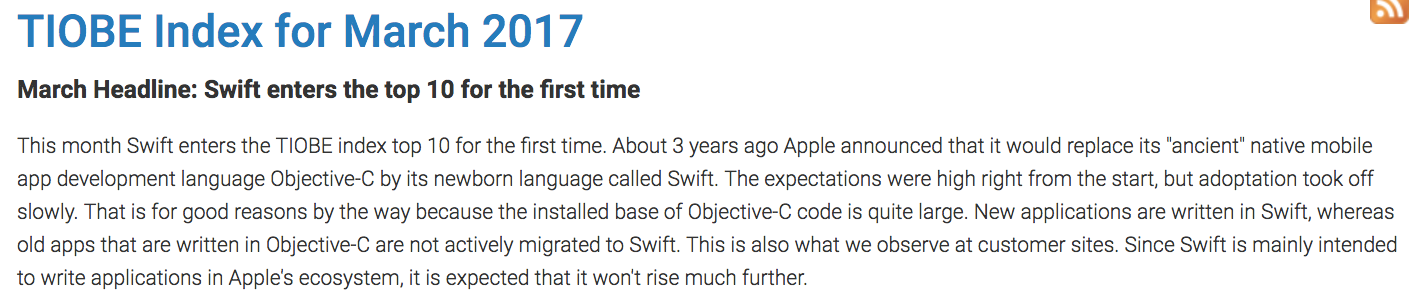 TIOBE Index for March 2017
March Headline: Swift enters the top 10 for the first time
This month Swift enters the TIOBE index top 10 for the first time. About 3 years ago Apple announced that it would replace its "ancient" native mobile
app development language Objective-C by its newborn language called Swift. The expectations were high right from the start, but adoptation took off
slowly. That is for good reasons by the way because the installed base of Objective-C code is quite large. New applications are written in Swift, whereas
old apps that are written in Objective-C are not actively migrated to Swift. This is also what we observe at customer sites. Since Swift is mainly intended
to write applications in Apple's ecosystem, it is expected that it won't rise much further.